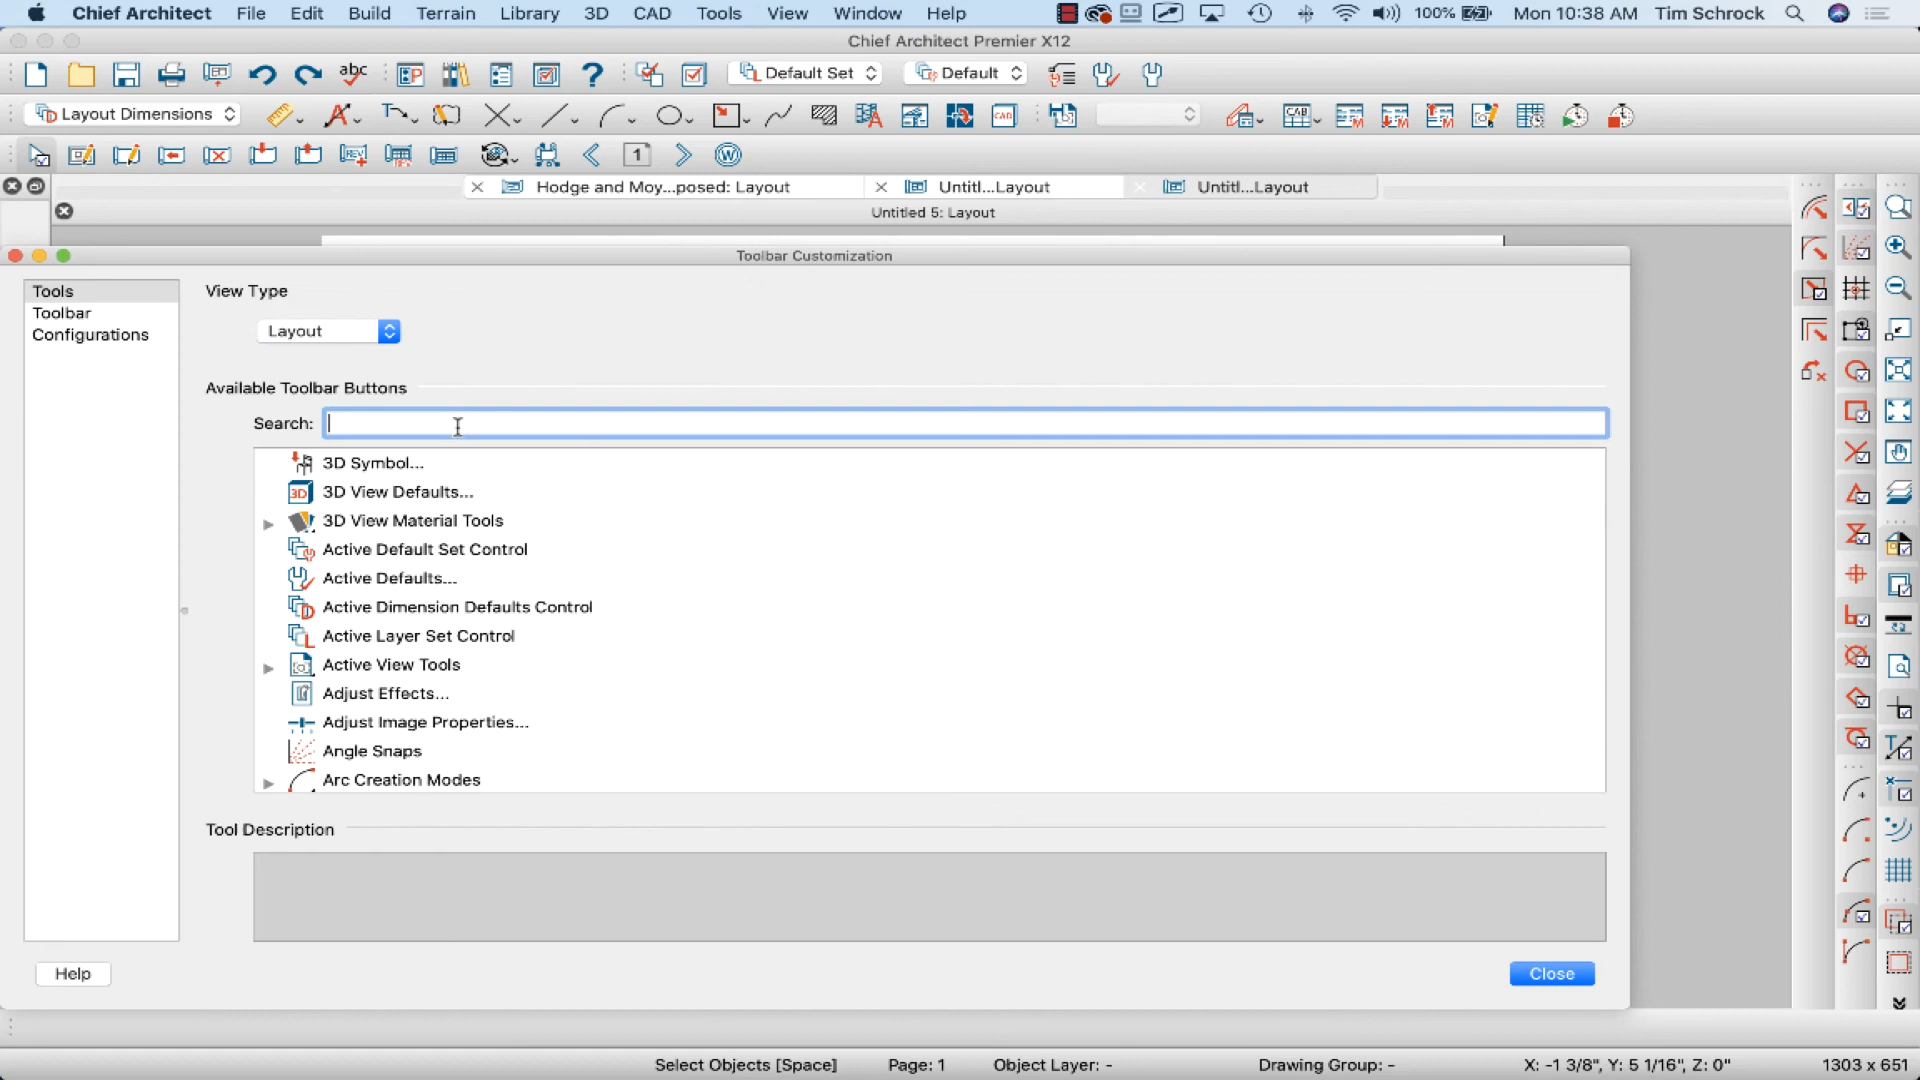 Chief Architect File Edit Build Terrain Library 3D CAD Tools View Window Help 100% Mon 10:38 AM Tim Schrock
Chief Architect Premier X12
abc P ? Default Set Default
Layout Dimensions CAD CAB
REV 1 W
Hodge and Moy...posed: Layout Untitl...Layout Untitl...Layout
Untitled 5: Layout
Toolbar Customization
Tools
Toolbar
Configurations
View Type
Layout
Available Toolbar Buttons
Search:
3D Symbol...
3D View Defaults...
3D View Material Tools
Active Default Set Control
Active Defaults...
Active Dimension Defaults Control
Active Layer Set Control
Active View Tools
Adjust Effects...
Adjust Image Properties...
Angle Snaps
Arc Creation Modes
Tool Description
Help Close
Select Objects [Space] Page: 1 Object Layer: - Drawing Group: - X: -1 3/8", Y: 5 1/16", Z: 0" 1303 x 651